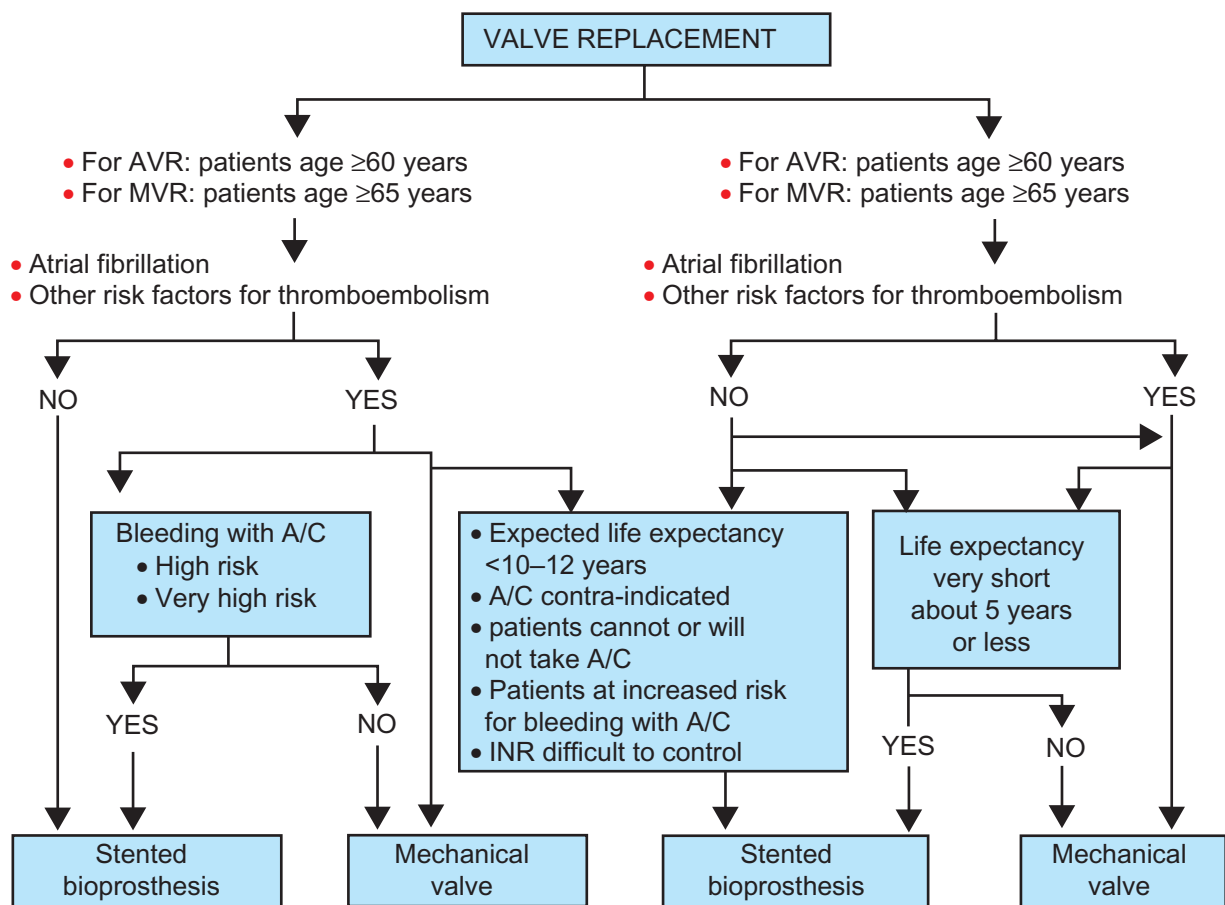 VALVE REPLACEMENT
• For AVR: patients age ≥60 years
• For MVR: patients age ≥65 years
• For AVR: patients age ≥60 years
• For MVR: patients age ≥65 years
• Atrial fibrillation
• Other risk factors for thromboembolism
• Atrial fibrillation
• Other risk factors for thromboembolism
NO
YES
NO
YES
Bleeding with A/C
• High risk
• Very high risk
• Expected life expectancy
<10–12 years
• A/C contra-indicated
• patients cannot or will
not take A/C
• Patients at increased risk
for bleeding with A/C
• INR difficult to control
Life expectancy
very short
about 5 years
or less
YES
NO
YES
NO
Stented
bioprosthesis
Mechanical
valve
Stented
bioprosthesis
Mechanical
valve